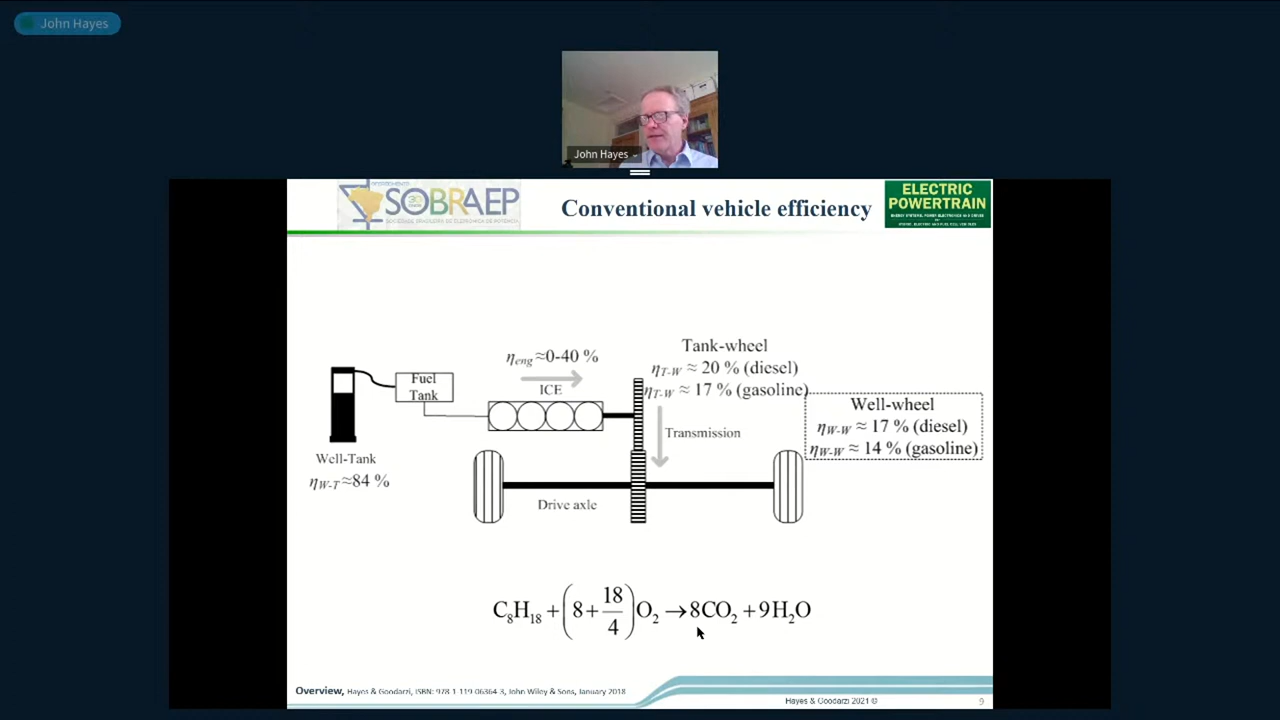 John Hayes
John Hayes
SOBRAEP
Conventional vehicle efficiency
ELECTRIC
POWERTRAIN
η_eng ≈0-40 %
ICE
Fuel
Tank
Tank-wheel
η_T-W ≈ 20 % (diesel)
η_T-W ≈ 17 % (gasoline)
Transmission
Well-wheel
η_W-W ≈ 17 % (diesel)
η_W-W ≈ 14 % (gasoline)
Well-Tank
η_W-T ≈84 %
Drive axle
C₈H₁₈ + (8+18/4) O₂ → 8CO₂ + 9H₂O
Overview, Hayes & Goodarzi, ISBN: 978-1-119-06364-3, John Wiley & Sons, January 2018
Hayes & Goodarzi 2021 ©
9